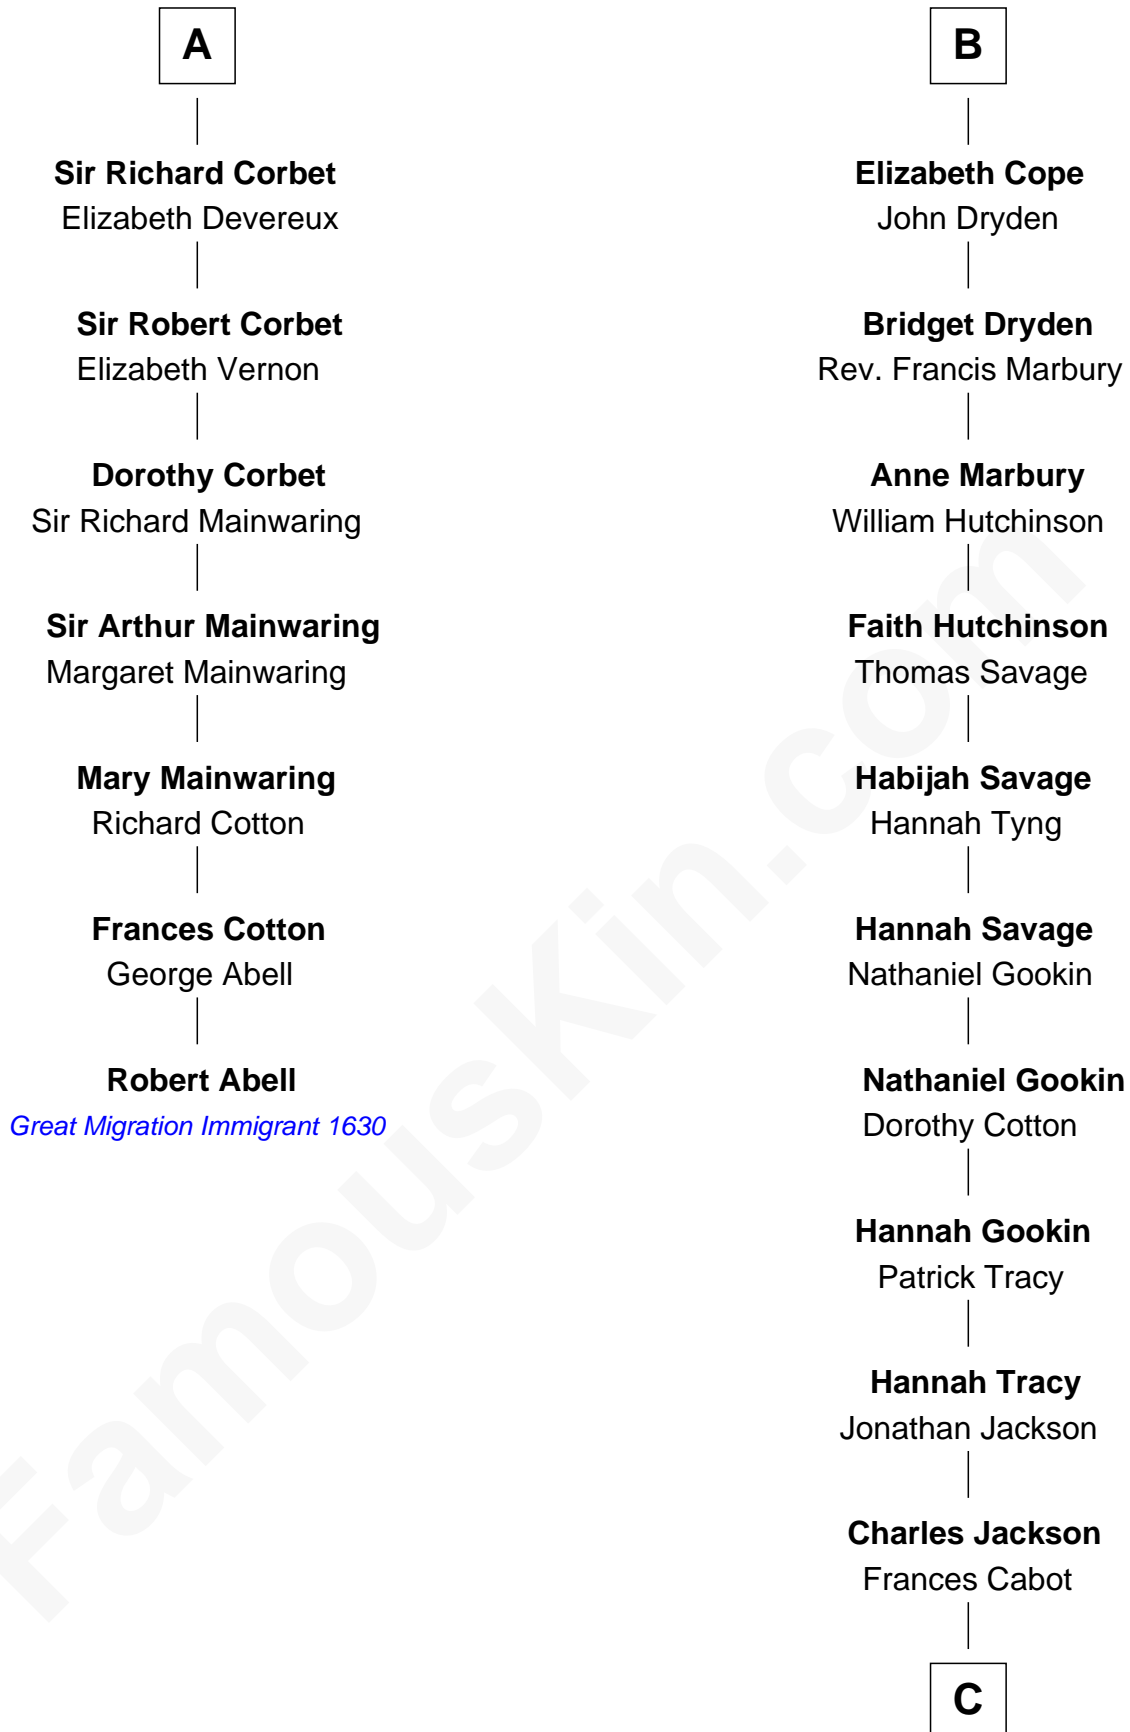 A
Sir Richard Corbet
Elizabeth Devereux
Sir Robert Corbet
Elizabeth Vernon
Dorothy Corbet
Sir Richard Mainwaring
Sir Arthur Mainwaring
Margaret Mainwaring
Mary Mainwaring
Richard Cotton
Frances Cotton
George Abell
Robert Abell
Great Migration Immigrant 1630
B
Elizabeth Cope
John Dryden
Bridget Dryden
Rev. Francis Marbury
Anne Marbury
William Hutchinson
Faith Hutchinson
Thomas Savage
Habijah Savage
Hannah Tyng
Hannah Savage
Nathaniel Gookin
Nathaniel Gookin
Dorothy Cotton
Hannah Gookin
Patrick Tracy
Hannah Tracy
Jonathan Jackson
Charles Jackson
Frances Cabot
C
FamousKin.com